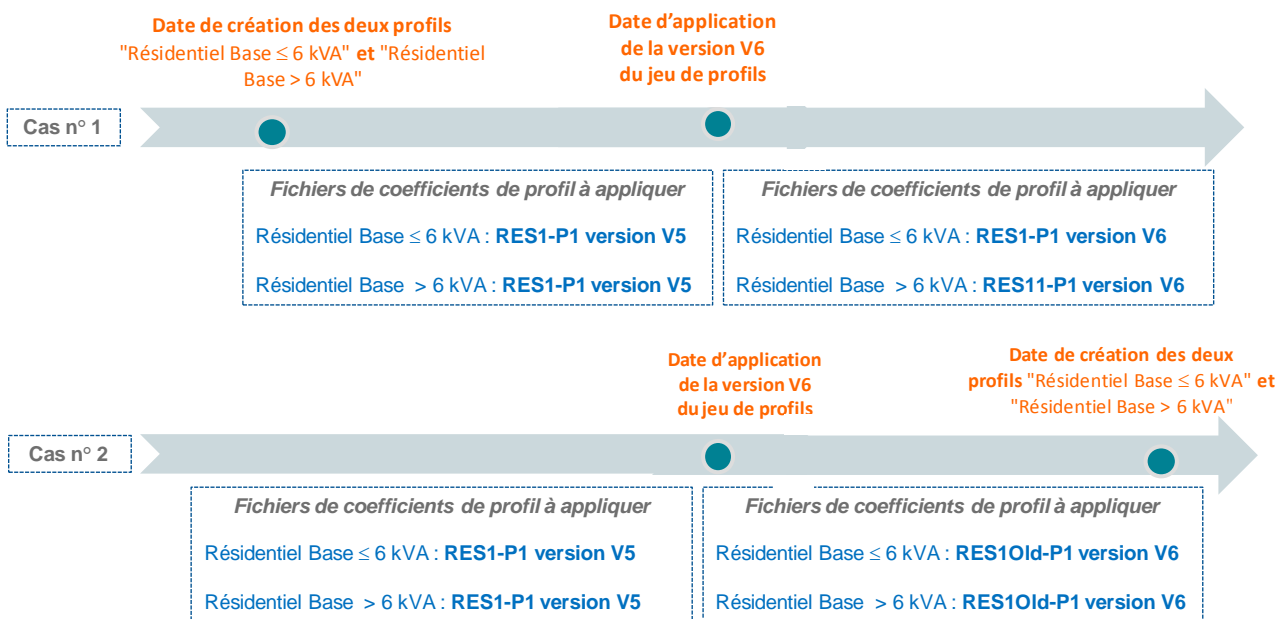 Date de création des deux profils
"Résidentiel Base ≤ 6 kVA" et "Résidentiel
Base > 6 kVA"
Date d'application
de la version V6
du jeu de profils
Cas n° 1
Fichiers de coefficients de profil à appliquer
Résidentiel Base ≤ 6 kVA : RES1-P1 version V5
Résidentiel Base > 6 kVA : RES1-P1 version V5
Fichiers de coefficients de profil à appliquer
Résidentiel Base ≤ 6 kVA : RES1-P1 version V6
Résidentiel Base > 6 kVA : RES11-P1 version V6
Date d'application
de la version V6
du jeu de profils
Date de création des deux
profils "Résidentiel Base ≤ 6 kVA" et
"Résidentiel Base > 6 kVA"
Cas n° 2
Fichiers de coefficients de profil à appliquer
Résidentiel Base ≤ 6 kVA : RES1-P1 version V5
Résidentiel Base > 6 kVA : RES1-P1 version V5
Fichiers de coefficients de profil à appliquer
Résidentiel Base ≤ 6 kVA : RES1Old-P1 version V6
Résidentiel Base > 6 kVA : RES1Old-P1 version V6